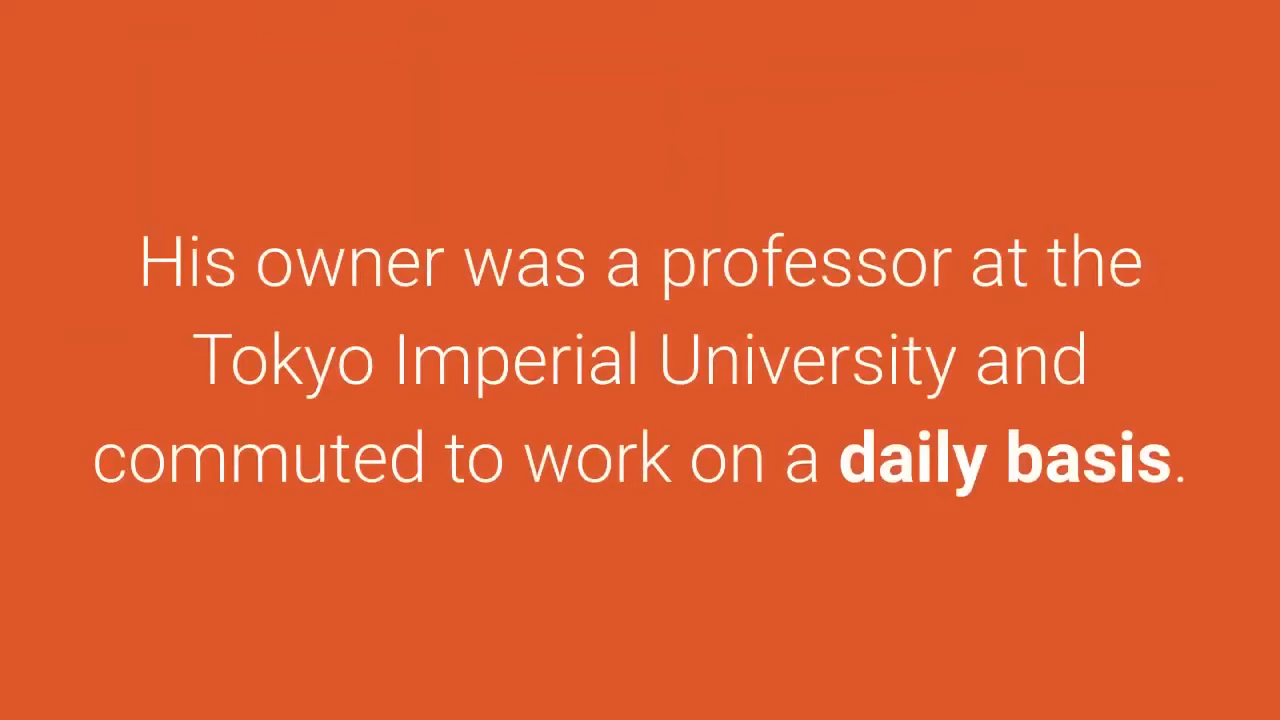 His owner was a professor at the
Tokyo Imperial University and
commuted to work on a daily basis.